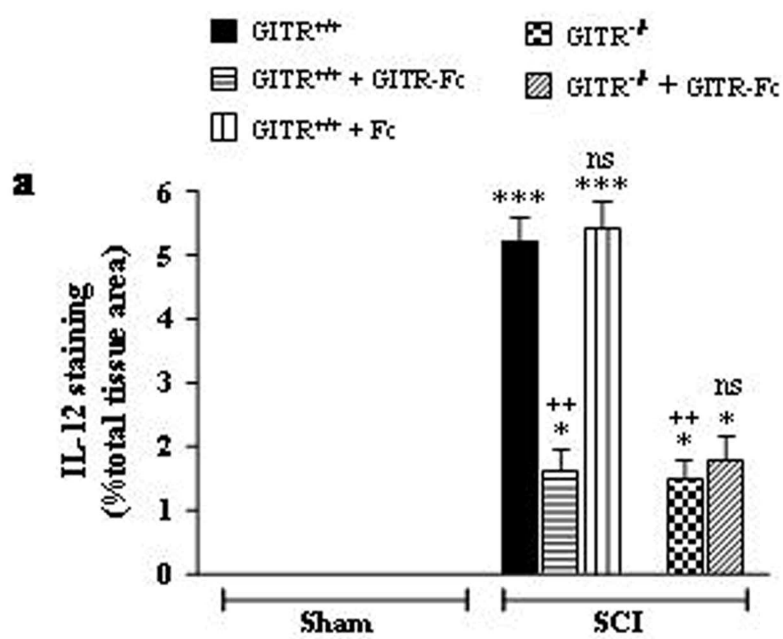 GITR+/+
GITR-/-
GITR+/+ + GITR-Fc
GITR-/- + GITR-Fc
GITR+/+ + Fc
a
ns
*** ***
6
5
4
3
2
1
0
IL-12 staining
(%total tissue area)
++
*
++
*
ns
*
Sham
SCI